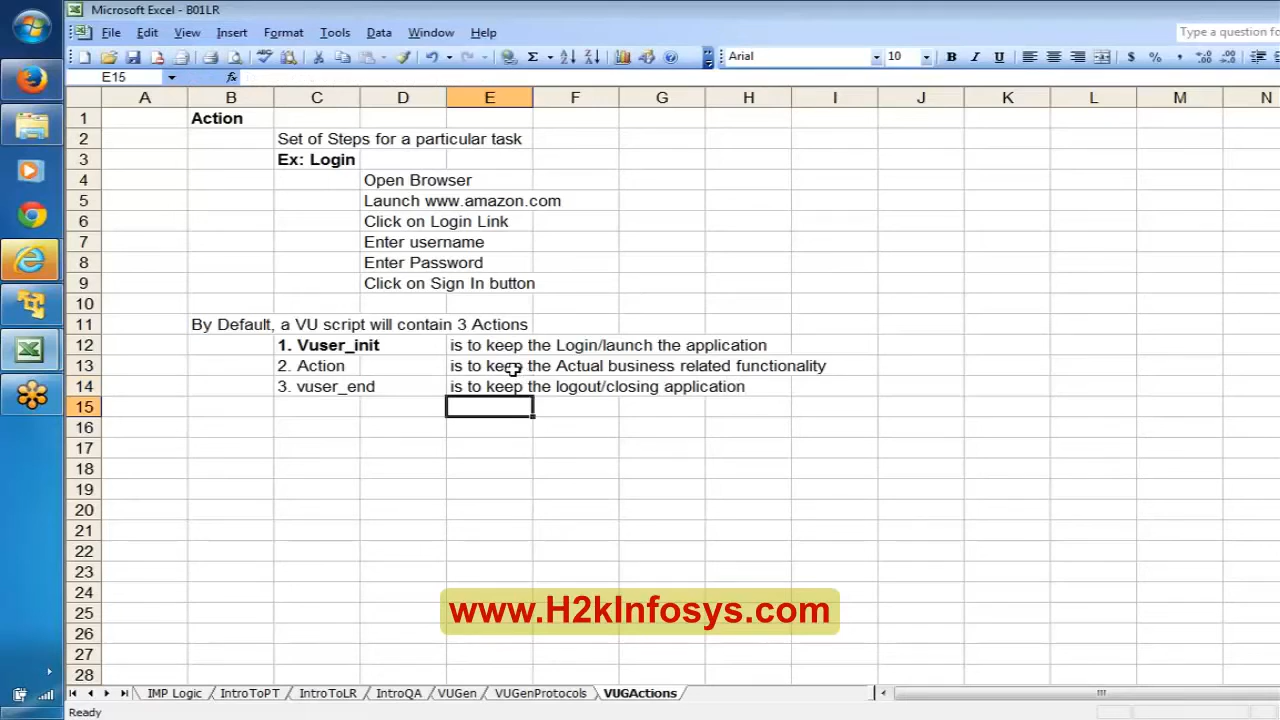 Microsoft Excel - B01LR
File Edit View Insert Format Tools Data Window Help
Type a question fo
Arial 10 B I U
E15 fx
A B C D E F G H I J K L M N
1 Action
2 Set of Steps for a particular task
3 Ex: Login
4 Open Browser
5 Launch www.amazon.com
6 Click on Login Link
7 Enter username
8 Enter Password
9 Click on Sign In button
10
11 By Default, a VU script will contain 3 Actions
12 1. Vuser_init is to keep the Login/launch the application
13 2. Action is to keep the Actual business related functionality
14 3. vuser_end is to keep the logout/closing application
15
16
17
18
19
20
21
22
23
24
25
26
27
28
www.H2kInfosys.com
IMP Logic IntroToPT IntroToLR IntroQA VUGen VUGenProtocols VUGActions
Ready